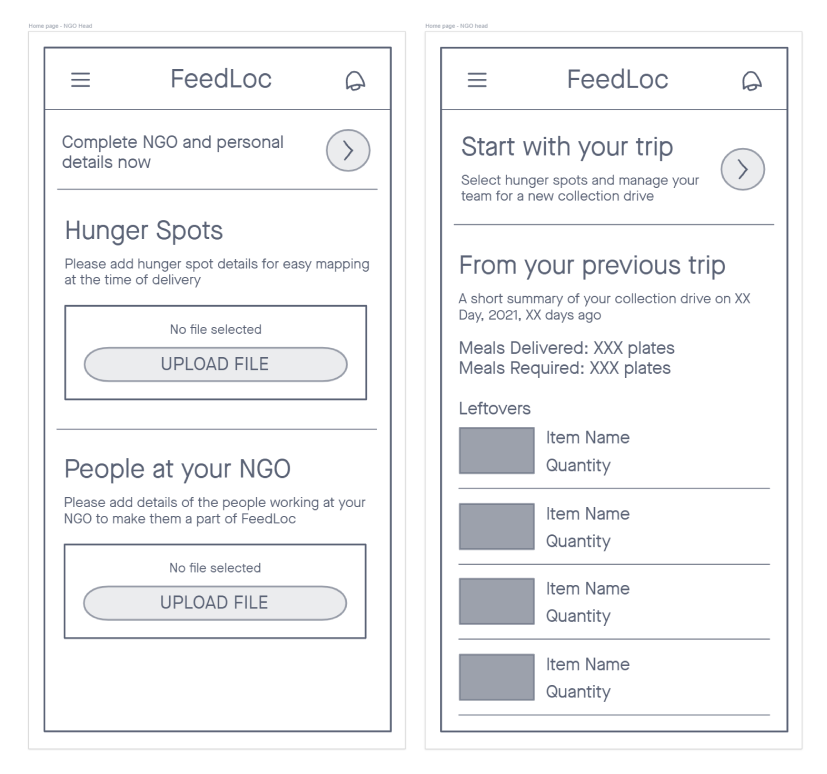 Home page - NGO Head
FeedLoc
Complete NGO and personal
details now
Hunger Spots
Please add hunger spot details for easy mapping
at the time of delivery
No file selected
UPLOAD FILE
People at your NGO
Please add details of the people working at your
NGO to make them a part of FeedLoc
No file selected
UPLOAD FILE
Home page - NGO head
FeedLoc
Start with your trip
Select hunger spots and manage your
team for a new collection drive
From your previous trip
A short summary of your collection drive on XX
Day, 2021, XX days ago
Meals Delivered: XXX plates
Meals Required: XXX plates
Leftovers
Item Name
Quantity
Item Name
Quantity
Item Name
Quantity
Item Name
Quantity